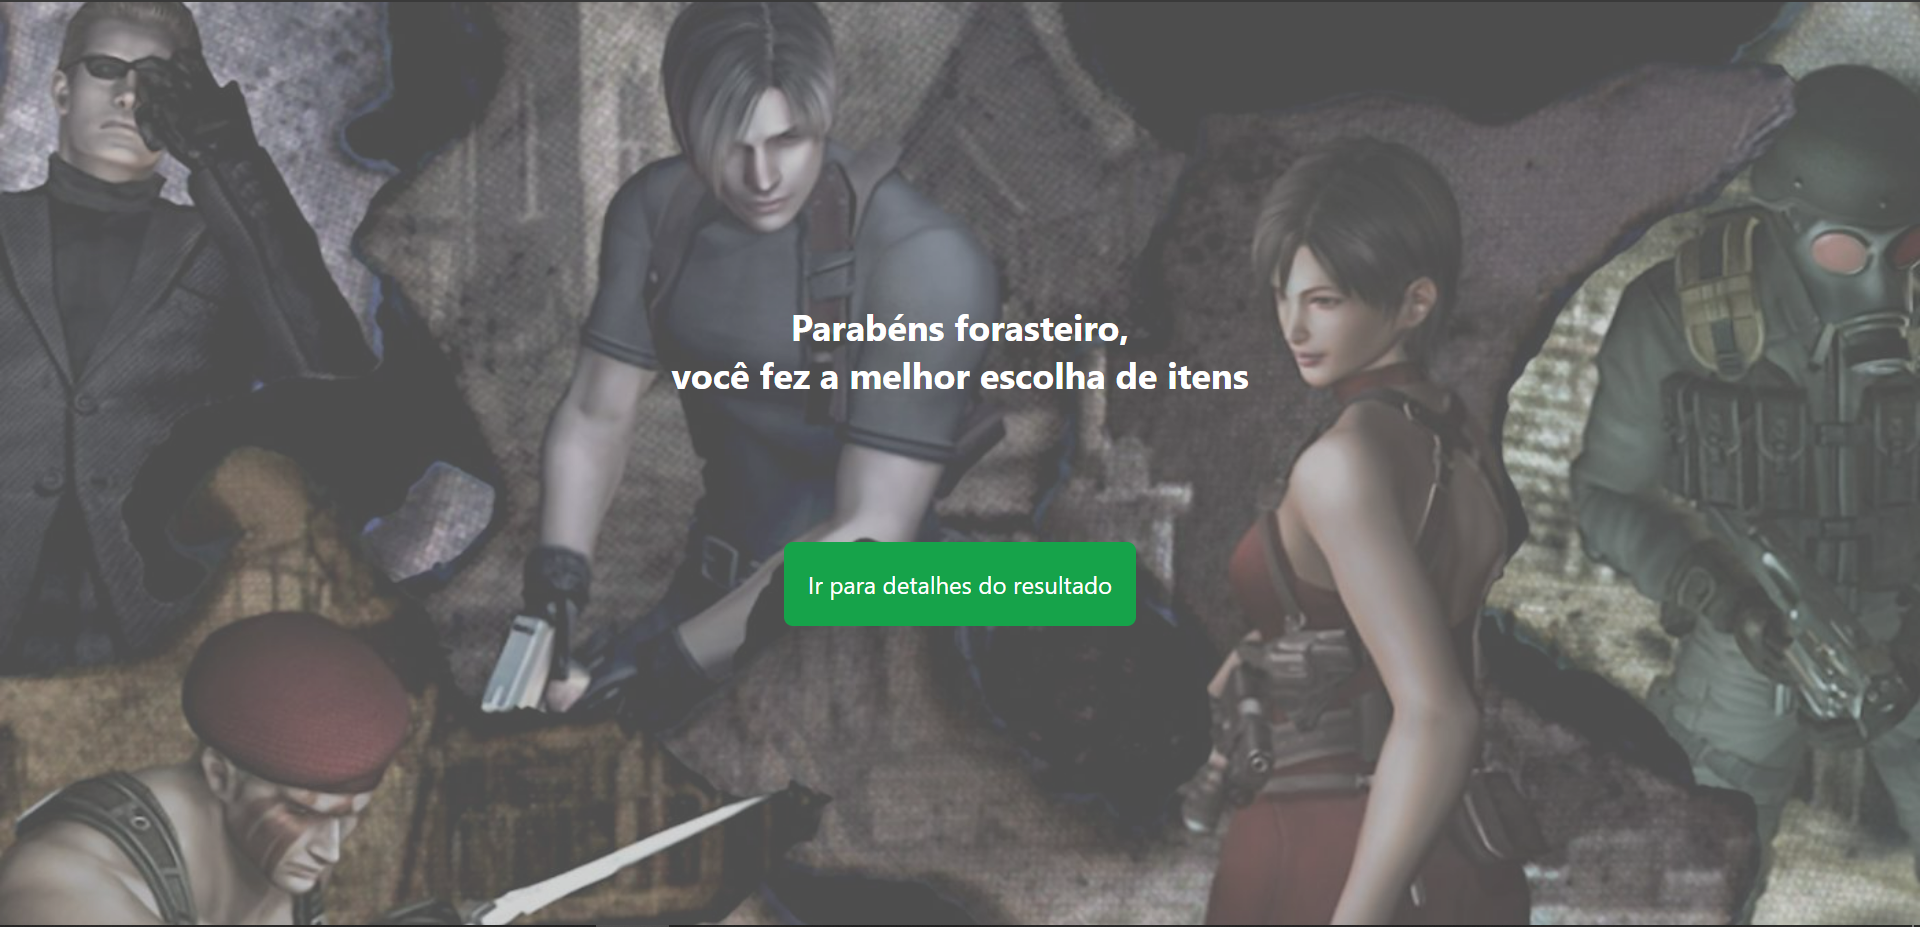 Parabéns forasteiro,
você fez a melhor escolha de itens
Ir para detalhes do resultado